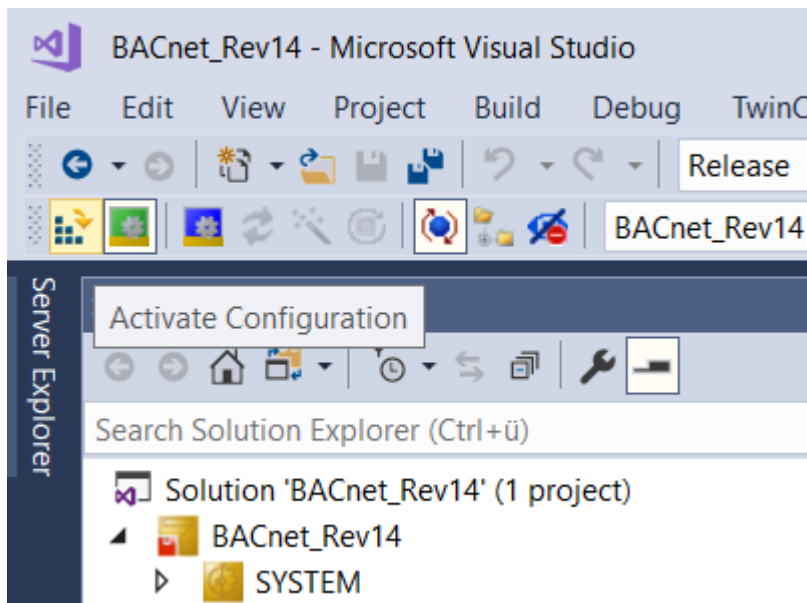 BACnet_Rev14 - Microsoft Visual Studio
File Edit View Project Build Debug TwinC
Release
BACnet_Rev14
Server Explorer
Activate Configuration
Search Solution Explorer (Ctrl+ü)
Solution 'BACnet_Rev14' (1 project)
BACnet_Rev14
SYSTEM